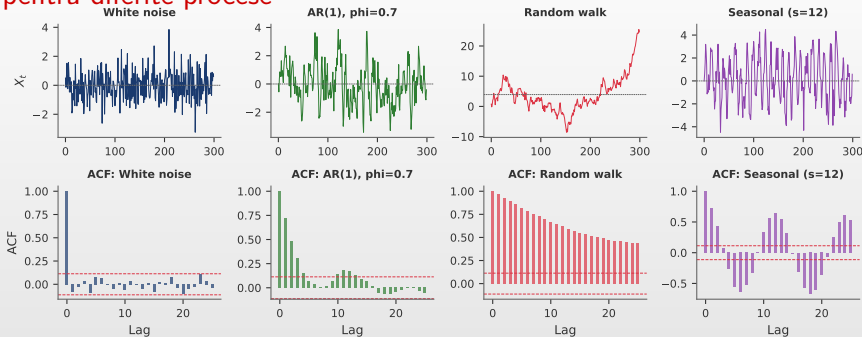 pentru diferite procese
White noise
AR(1), phi=0.7
Random walk
Seasonal (s=12)
4
2
0
−2
X_t
0 100 200 300
4
2
0
−2
0 100 200 300
20
10
0
−10
0 100 200 300
4
2
0
−2
−4
0 100 200 300
ACF: White noise
ACF: AR(1), phi=0.7
ACF: Random walk
ACF: Seasonal (s=12)
1.00
0.75
0.50
0.25
0.00
ACF
0 10 20
Lag
1.00
0.75
0.50
0.25
0.00
0 10 20
Lag
1.00
0.75
0.50
0.25
0.00
0 10 20
Lag
1.0
0.5
0.0
−0.5
0 10 20
Lag